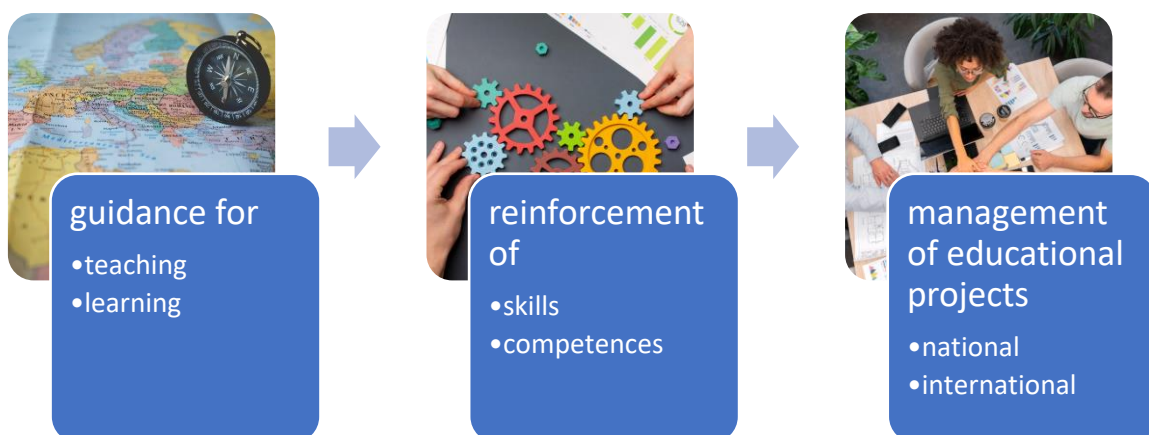 guidance for
•teaching
•learning
reinforcement
of
•skills
•competences
management
of educational
projects
•national
•international